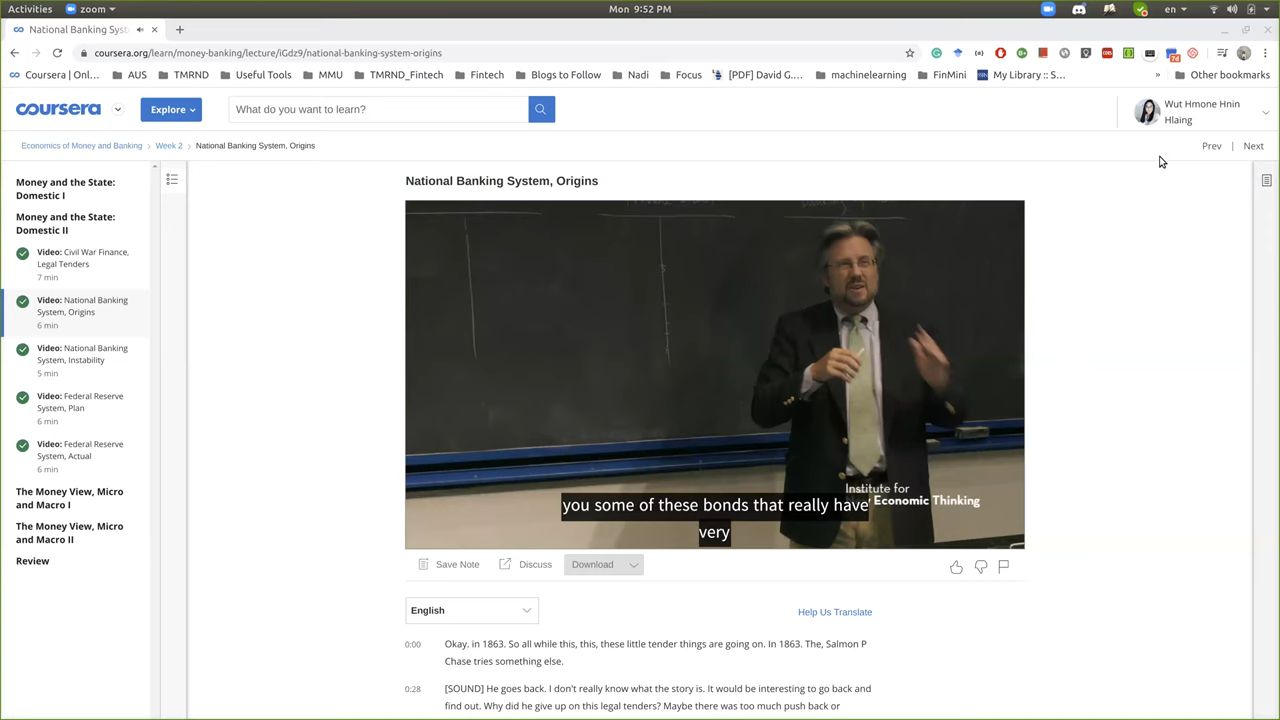 Activities
zoom
Mon 9:52 PM
en
National Banking Syst
coursera.org/learn/money-banking/lecture/iGdz9/national-banking-system-origins
Coursera | Onl…
AUS
TMRND
Useful Tools
MMU
TMRND_Fintech
Fintech
Blogs to Follow
Nadi
Focus
[PDF] David G.…
machinelearning
FinMini
My Library :: S…
»
Other bookmarks
coursera
Explore
What do you want to learn?
Wut Hmone Hnin
Hlaing
Economics of Money and Banking > Week 2 > National Banking System, Origins
Prev | Next
Money and the State:
Domestic I
Money and the State:
Domestic II
Video: Civil War Finance,
Legal Tenders
7 min
Video: National Banking
System, Origins
6 min
Video: National Banking
System, Instability
5 min
Video: Federal Reserve
System, Plan
6 min
Video: Federal Reserve
System, Actual
6 min
The Money View, Micro
and Macro I
The Money View, Micro
and Macro II
Review
National Banking System, Origins
Institute for
Economic Thinking
you some of these bonds that really have
very
Save Note
Discuss
Download
English
Help Us Translate
0:00
Okay. in 1863. So all while this, this, these little tender things are going on. In 1863. The, Salmon P
Chase tries something else.
0:28
[SOUND] He goes back. I don't really know what the story is. It would be interesting to go back and
find out. Why did he give up on this legal tenders? Maybe there was too much push back or